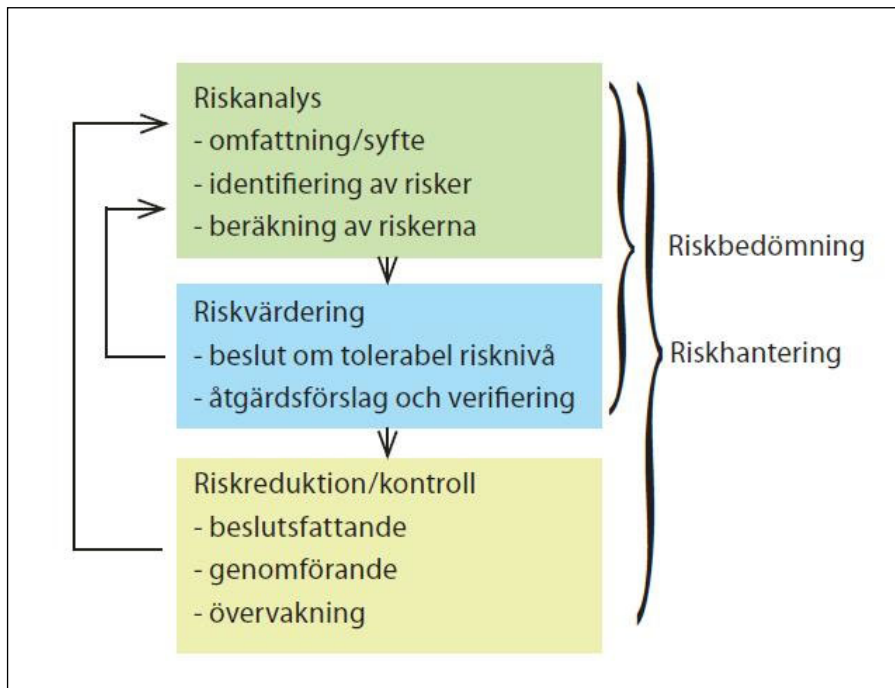 Riskanalys
- omfattning/syfte
- identifiering av risker
- beräkning av riskerna
Riskvärdering
- beslut om tolerabel risknivå
- åtgärdsförslag och verifiering
Riskreduktion/kontroll
- beslutsfattande
- genomförande
- övervakning
Riskbedömning
Riskhantering